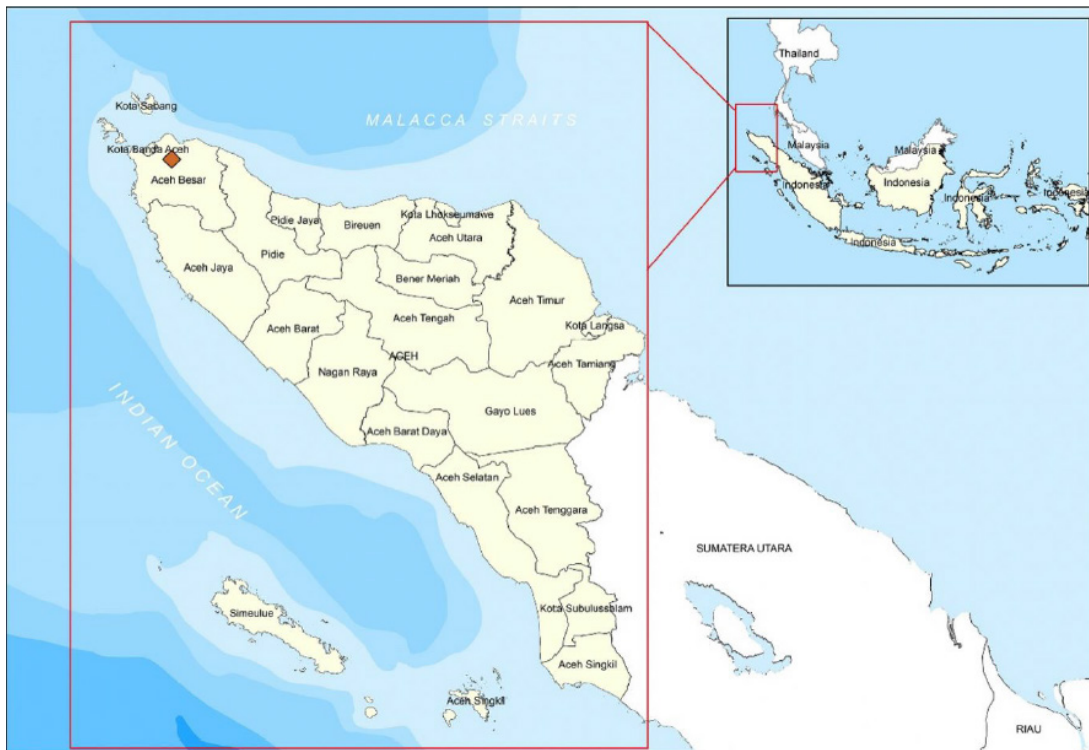 Thailand
Malaysia
Malaysia
Indonesia
Indonesia
Indonesia
Indonesia
Indonesia
MALACCA STRAITS
Kota Sabang
Kota Banda Aceh
Aceh Besar
Pidie Jaya
Bireuen
Kota Lhokseumawe
Aceh Utara
Aceh Jaya
Pidie
Bener Meriah
Aceh Timur
Aceh Barat
Aceh Tengah
Kota Langsa
ACEH
Aceh Tamiang
Nagan Raya
Gayo Lues
Aceh Barat Daya
INDIAN OCEAN
Aceh Selatan
Aceh Tenggara
SUMATERA UTARA
Simeulue
Kota Subulussalam
Aceh Singkil
Aceh Singkil
RIAU